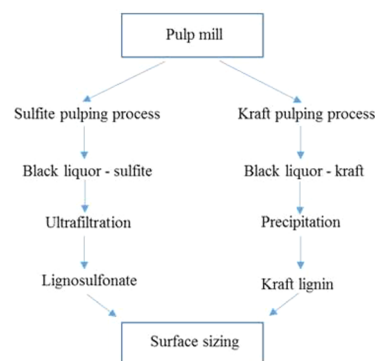 Pulp mill
Sulfite pulping process
Kraft pulping process
Black liquor - sulfite
Black liquor - kraft
Ultrafiltration
Precipitation
Lignosulfonate
Kraft lignin
Surface sizing